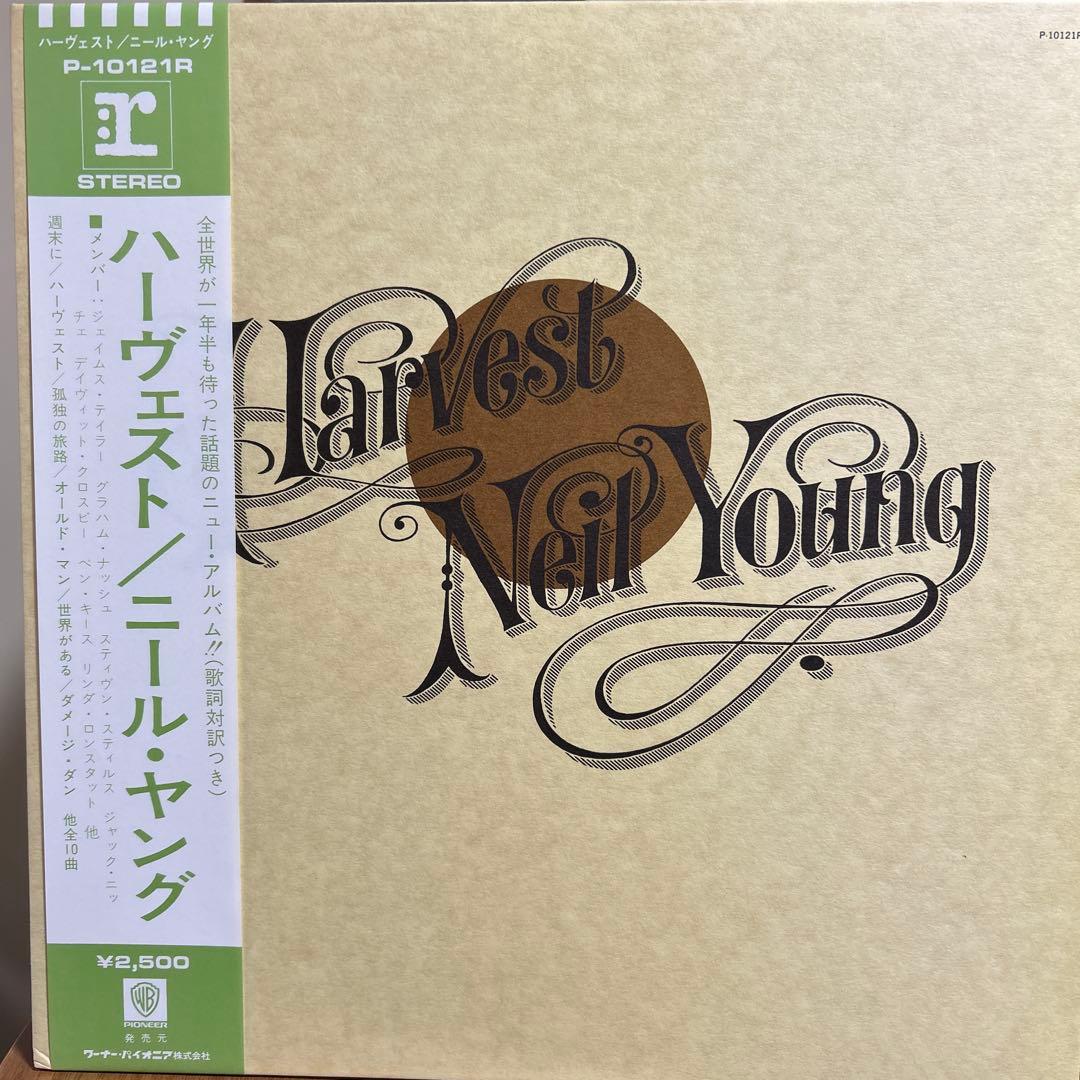 ハーヴェスト/ニール・ヤング
P-10121R
r
STEREO
全世界が一年半も待った話題のニュー・アルバム!!(歌詞対訳つき)
ハーヴェスト/ニール・ヤング
■メンバー:ジェイムス・テイラー グラハム・ナッシュ スティヴン・スティルス ジャック・ニッ
チェ デイヴィット・クロスビー ベン・キース リンダ・ロンスタット 他
週末に/ハーヴェスト/孤独の旅路/オールド・マン/世界がある/ダメージ・ダン 他全10曲
¥2,500
WB
PIONEER
発売元
ワーナー・パイオニア株式会社
P-10121R
Harvest
Neil Young